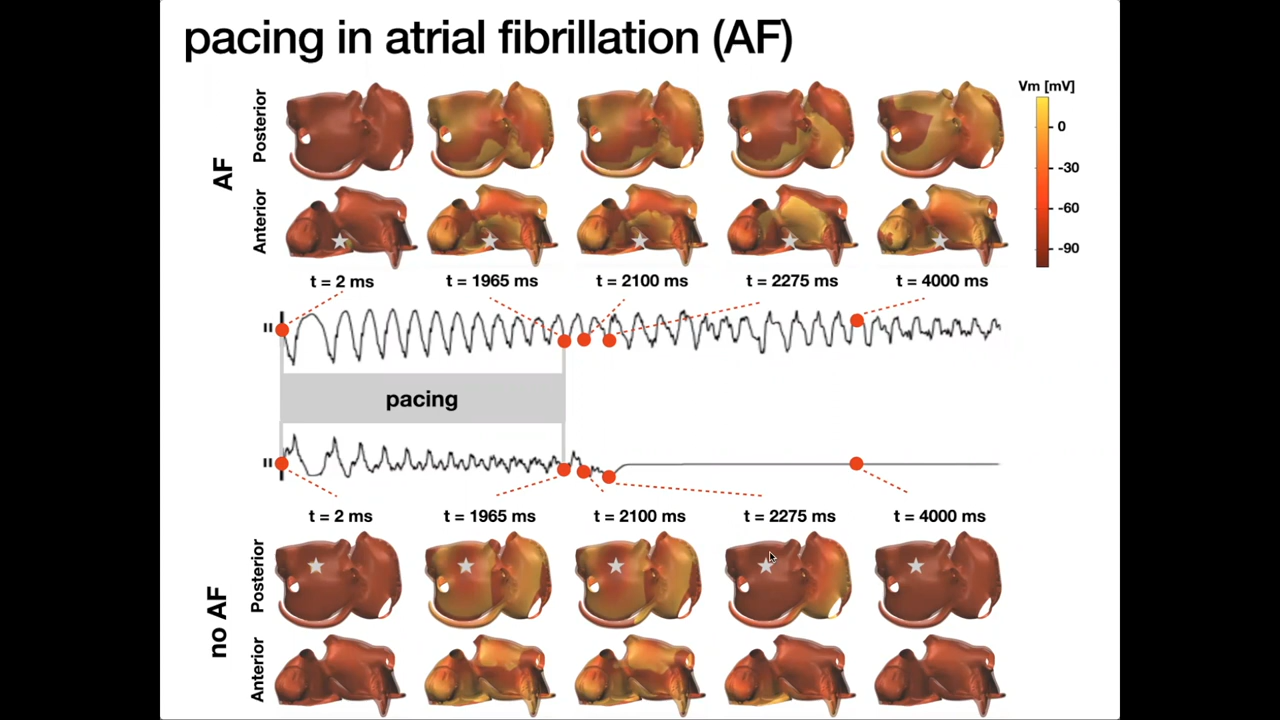 pacing in atrial fibrillation (AF)
Vm [mV]
0
-30
-60
-90
AF
Posterior
Anterior
t = 2 ms
t = 1965 ms
t = 2100 ms
t = 2275 ms
t = 4000 ms
II
pacing
II
t = 2 ms
t = 1965 ms
t = 2100 ms
t = 2275 ms
t = 4000 ms
no AF
Posterior
Anterior